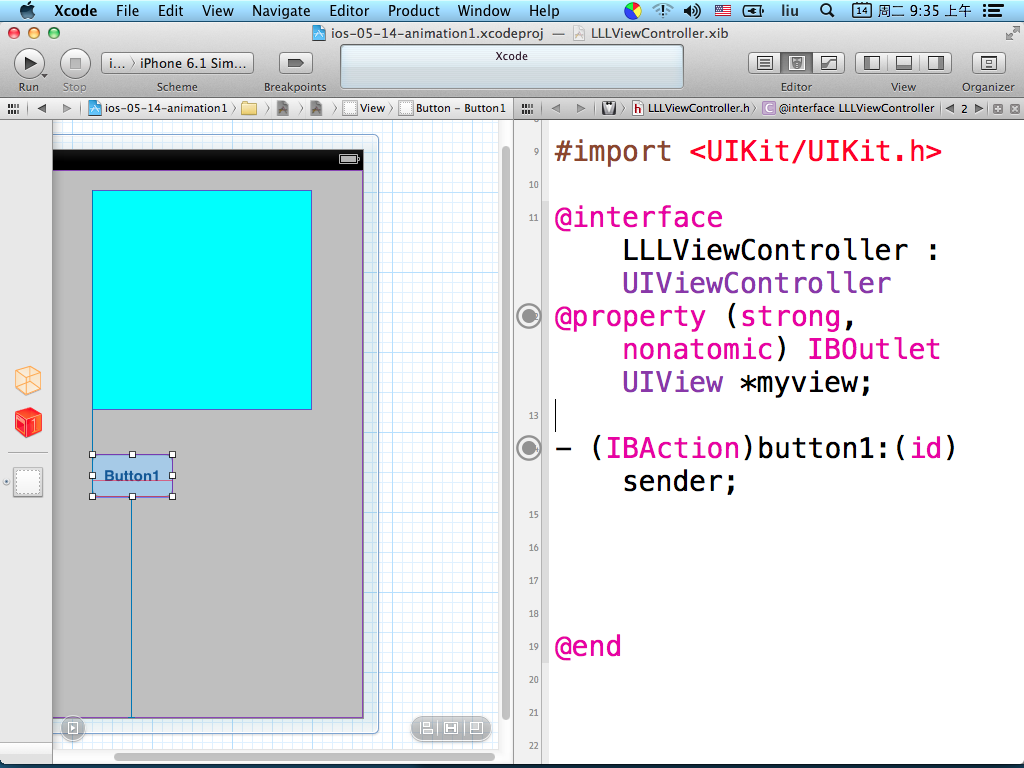 Xcode File Edit View Navigate Editor Product Window Help liu 14 周二 9:35 上午
ios-05-14-animation1.xcodeproj — LLLViewController.xib
i... iPhone 6.1 Sim... Xcode
Run Stop Scheme Breakpoints Editor View Organizer
ios-05-14-animation1 View Button – Button1 h LLLViewController.h C @interface LLLViewController 2
9 #import <UIKit/UIKit.h>
10
11 @interface
LLLViewController :
UIViewController
@property (strong,
nonatomic) IBOutlet
UIView *myview;
13
- (IBAction)button1:(id)
sender;
15
16
17
18
19 @end
20
21
22
Button1